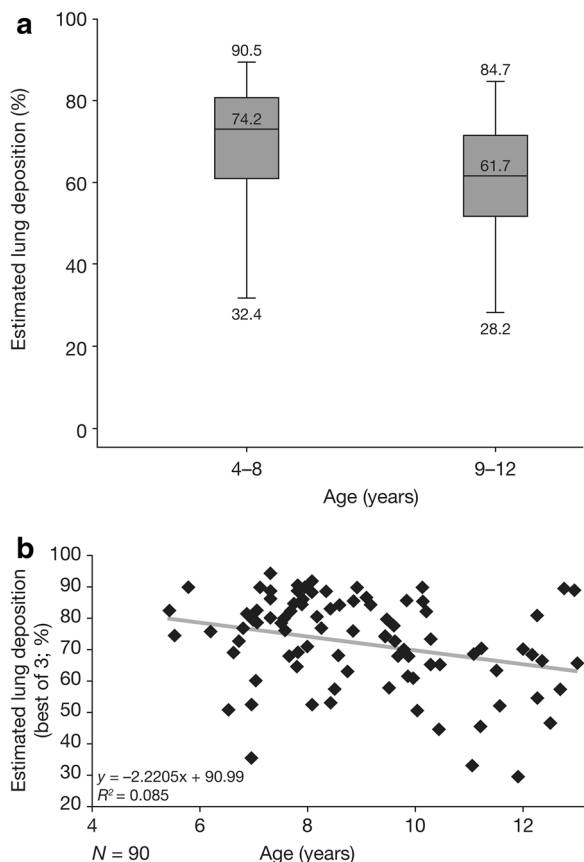 a
Estimated lung deposition (%)
100
80
60
40
20
0
90.5
74.2
32.4
84.7
61.7
28.2
4–8
9–12
Age (years)
b
Estimated lung deposition
(best of 3; %)
100
90
80
70
60
50
40
30
20
y = –2.2205x + 90.99
R² = 0.085
4
6
8
10
12
N = 90
Age (years)